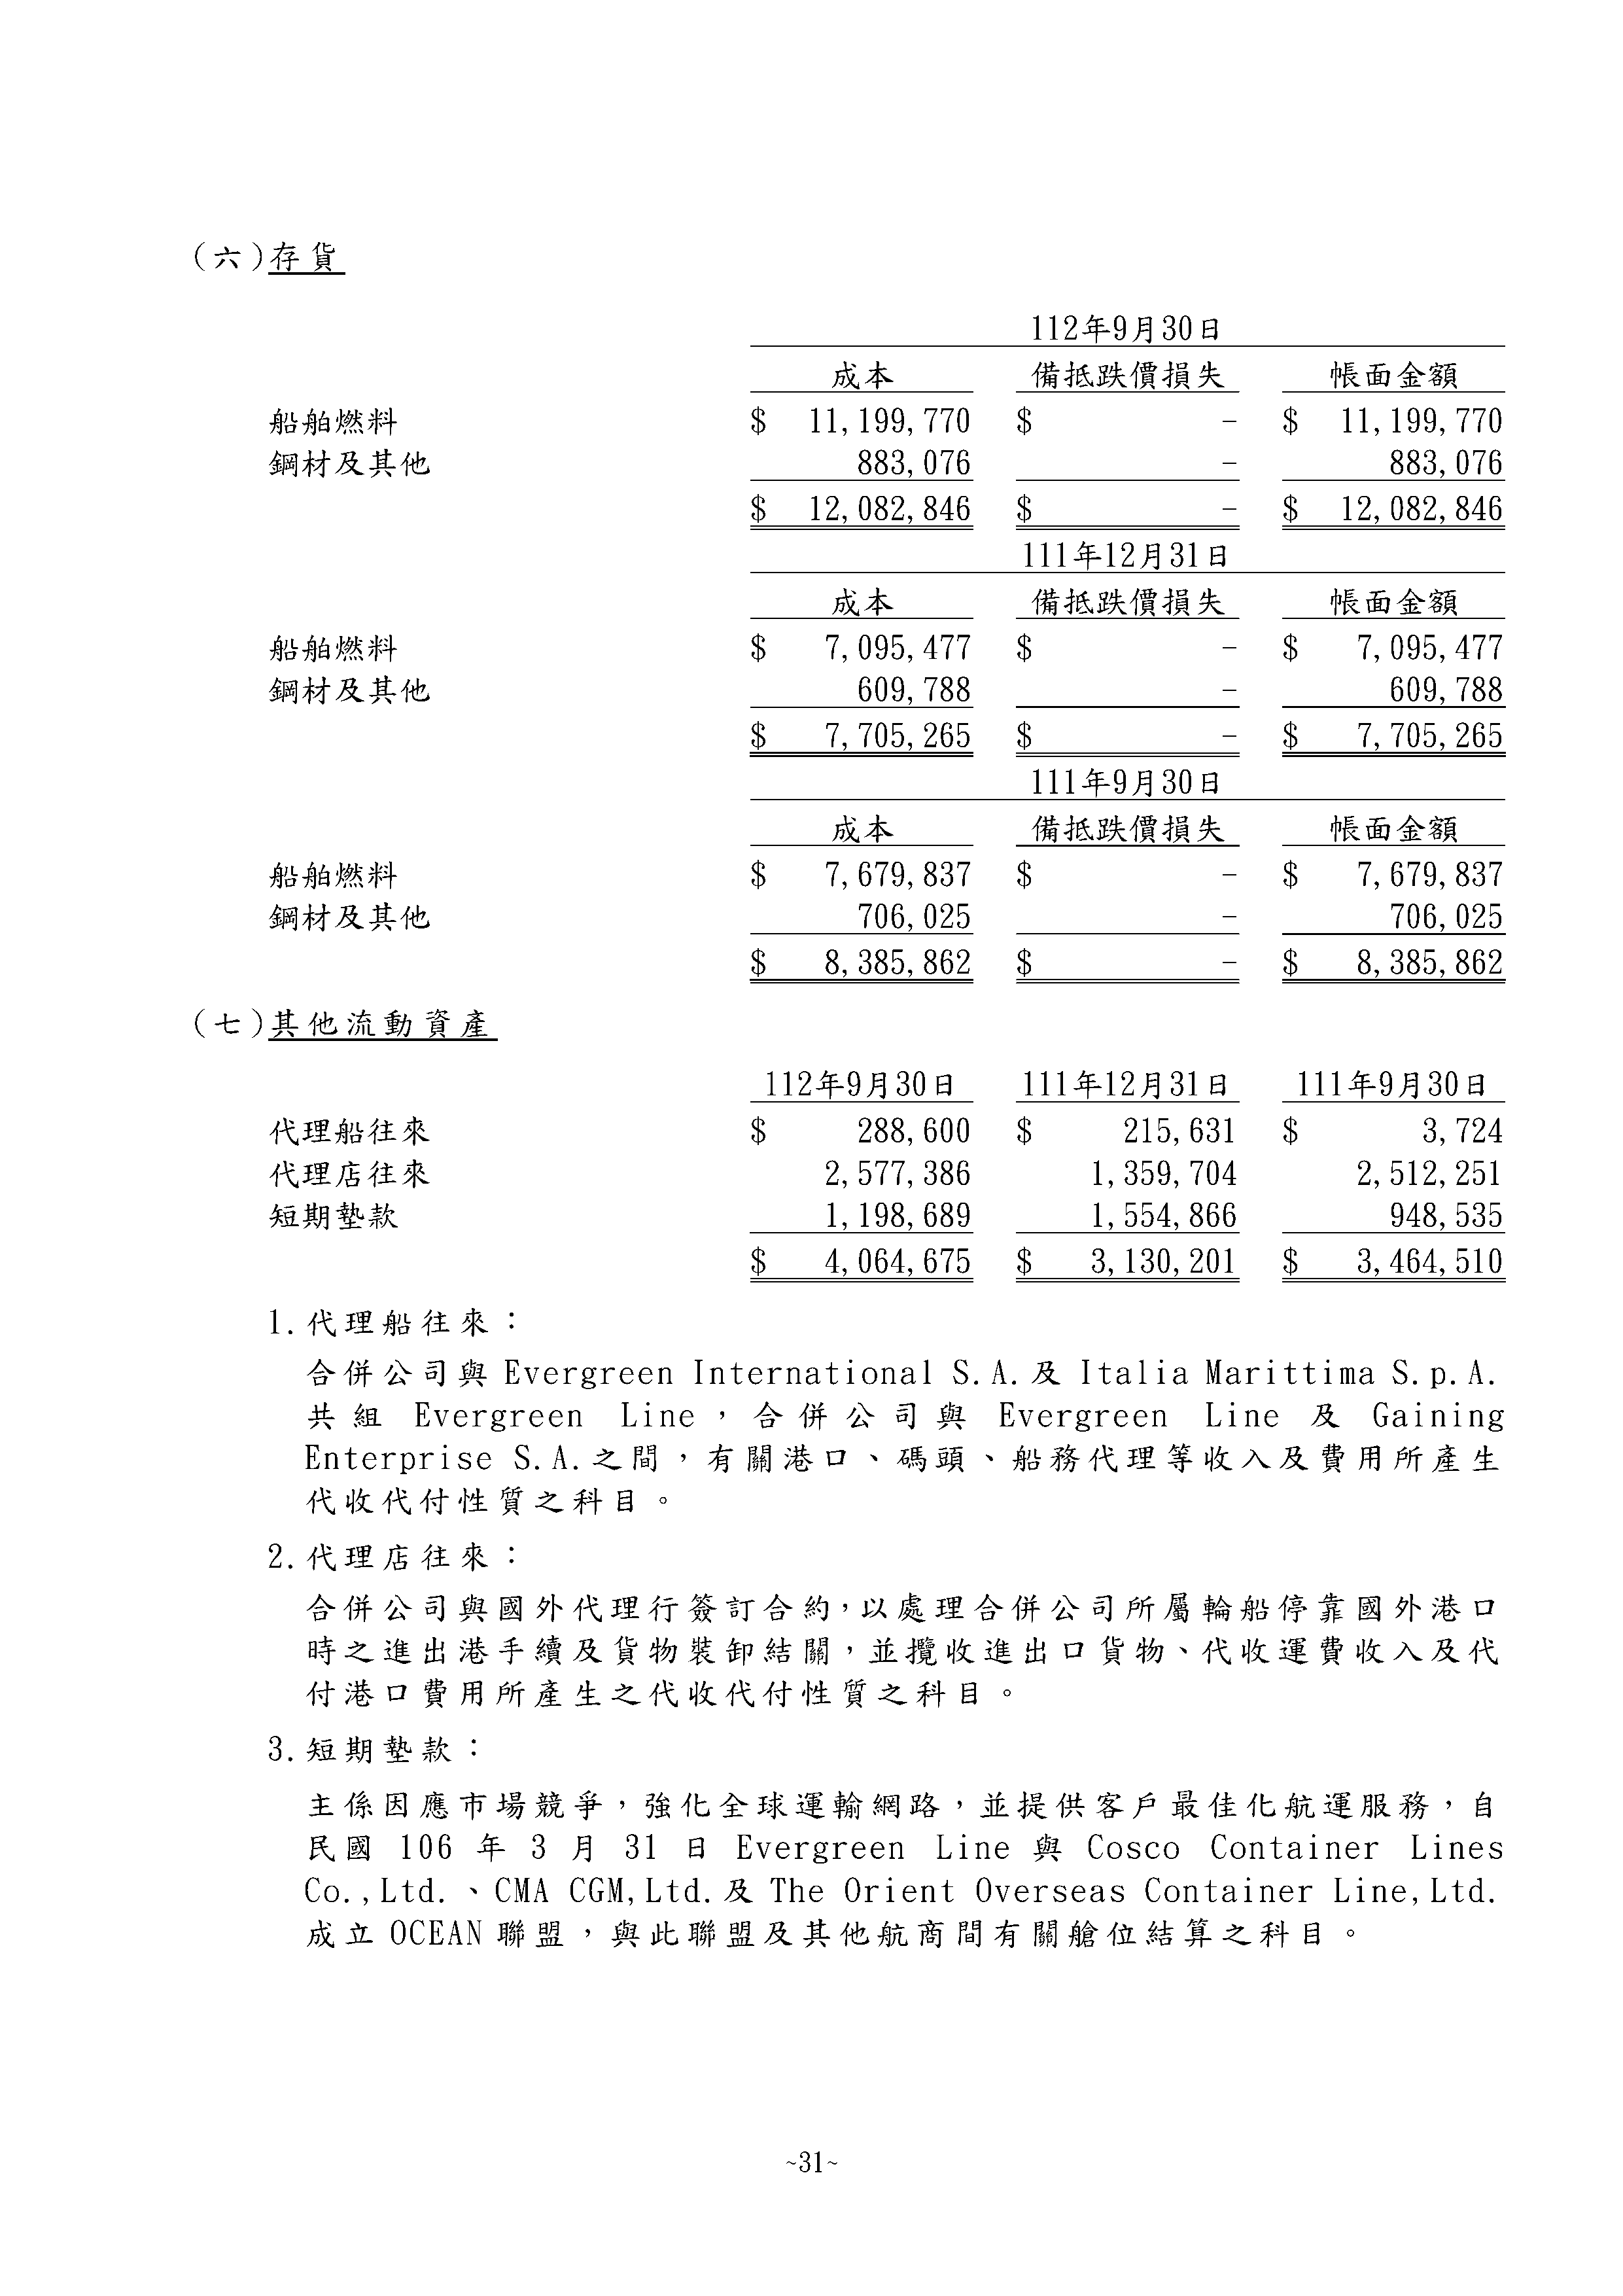 (六)存貨
112年9月30日
成本 備抵跌價損失 帳面金額
船舶燃料 $ 11,199,770 $ - $ 11,199,770
鋼材及其他 883,076 - 883,076
$ 12,082,846 $ - $ 12,082,846
111年12月31日
成本 備抵跌價損失 帳面金額
船舶燃料 $ 7,095,477 $ - $ 7,095,477
鋼材及其他 609,788 - 609,788
$ 7,705,265 $ - $ 7,705,265
111年9月30日
成本 備抵跌價損失 帳面金額
船舶燃料 $ 7,679,837 $ - $ 7,679,837
鋼材及其他 706,025 - 706,025
$ 8,385,862 $ - $ 8,385,862
(七)其他流動資產
112年9月30日 111年12月31日 111年9月30日
代理船往來 $ 288,600 $ 215,631 $ 3,724
代理店往來 2,577,386 1,359,704 2,512,251
短期墊款 1,198,689 1,554,866 948,535
$ 4,064,675 $ 3,130,201 $ 3,464,510
1.代理船往來：
合併公司與 Evergreen International S.A.及 Italia Marittima S.p.A.
共組 Evergreen Line，合併公司與 Evergreen Line 及 Gaining
Enterprise S.A.之間，有關港口、碼頭、船務代理等收入及費用所產生
代收代付性質之科目。
2.代理店往來：
合併公司與國外代理行簽訂合約，以處理合併公司所屬輪船停靠國外港口
時之進出港手續及貨物裝卸結關，並攬收進出口貨物、代收運費收入及代
付港口費用所產生之代收代付性質之科目。
3.短期墊款：
主係因應市場競爭，強化全球運輸網路，並提供客戶最佳化航運服務，自
民國 106 年 3 月 31 日 Evergreen Line 與 Cosco Container Lines
Co.,Ltd.、CMA CGM,Ltd.及 The Orient Overseas Container Line,Ltd.
成立 OCEAN 聯盟，與此聯盟及其他航商間有關艙位結算之科目。
~31~